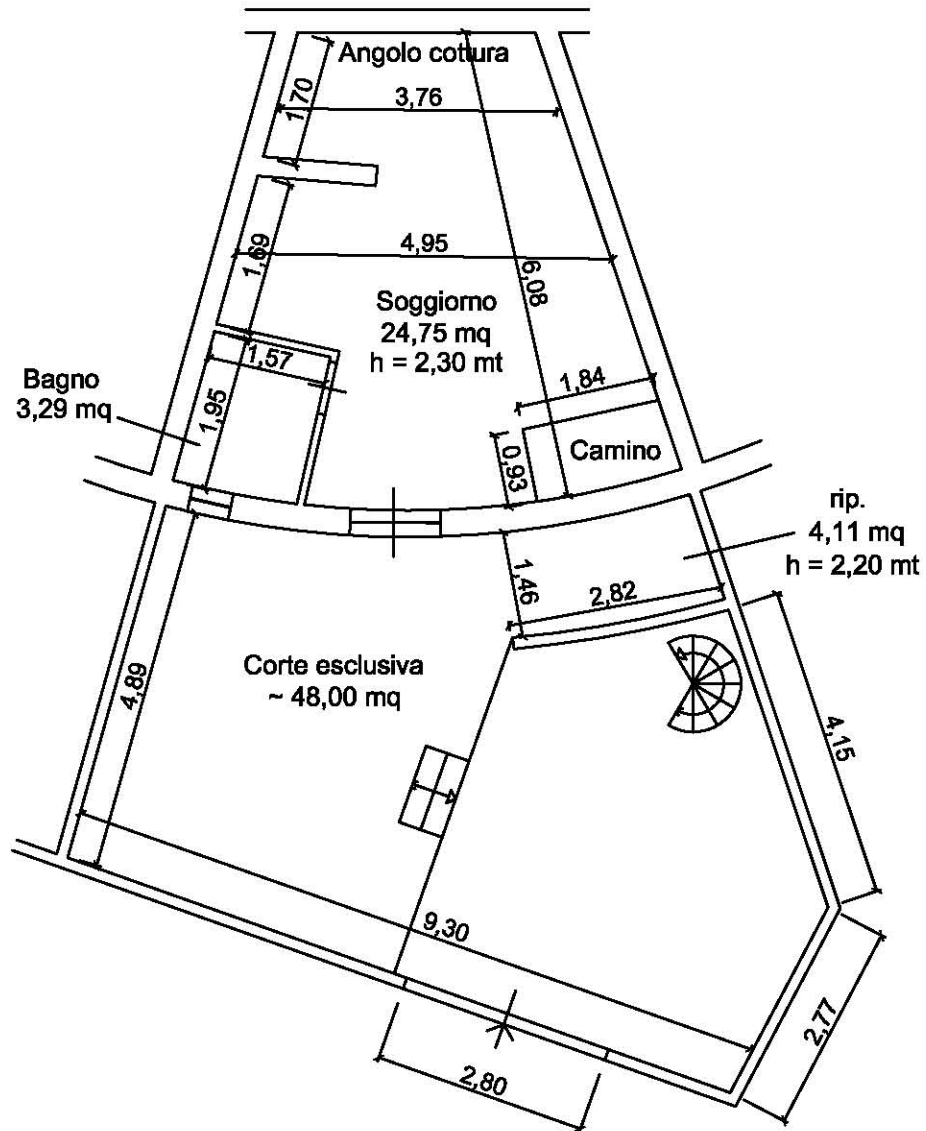 Angolo cottura
3,76
1,70
4,95
1,69
6,08
Soggiorno
24,75 mq
h = 2,30 mt
1,57
1,84
Bagno
3,29 mq
1,95
0,93
Camino
rip.
4,11 mq
h = 2,20 mt
1,46
2,82
Corte esclusiva
~ 48,00 mq
4,89
4,15
9,30
2,77
2,80